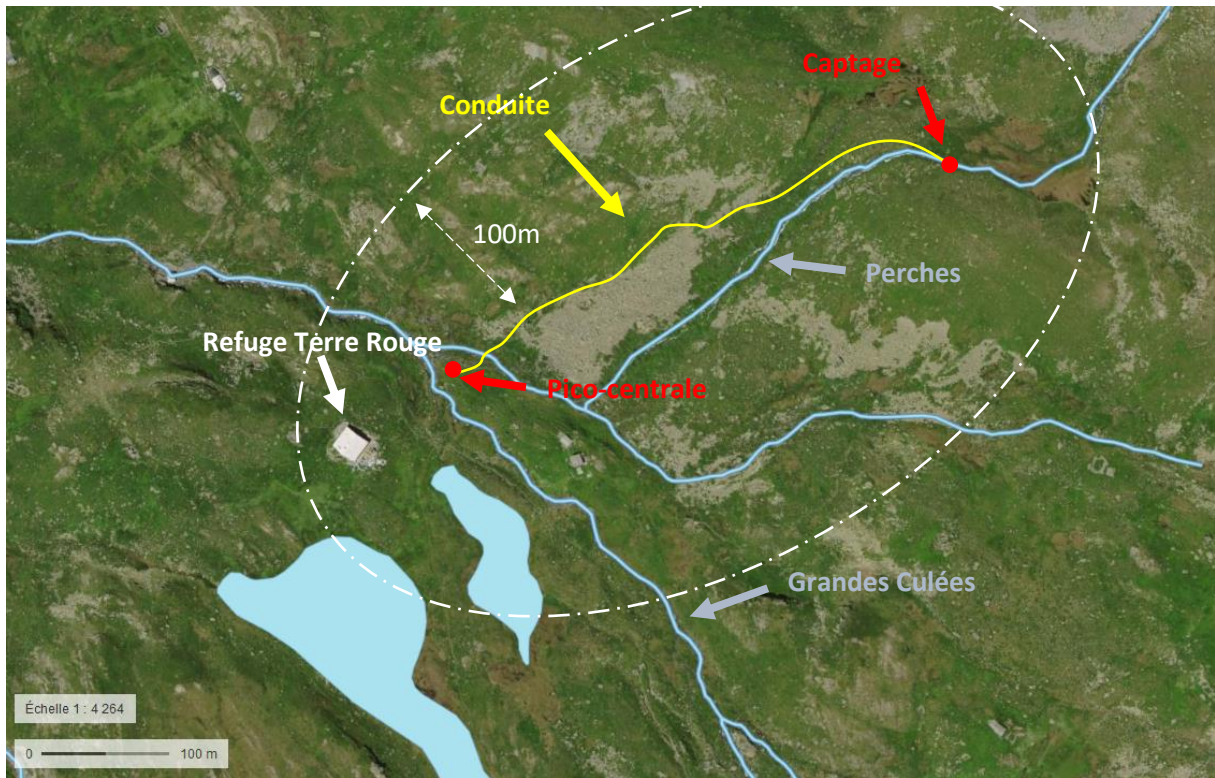 Captage
Conduite
100m
Perches
Refuge Terre Rouge
Pico-centrale
Grandes Culées
Échelle 1 : 4 264
0 100 m